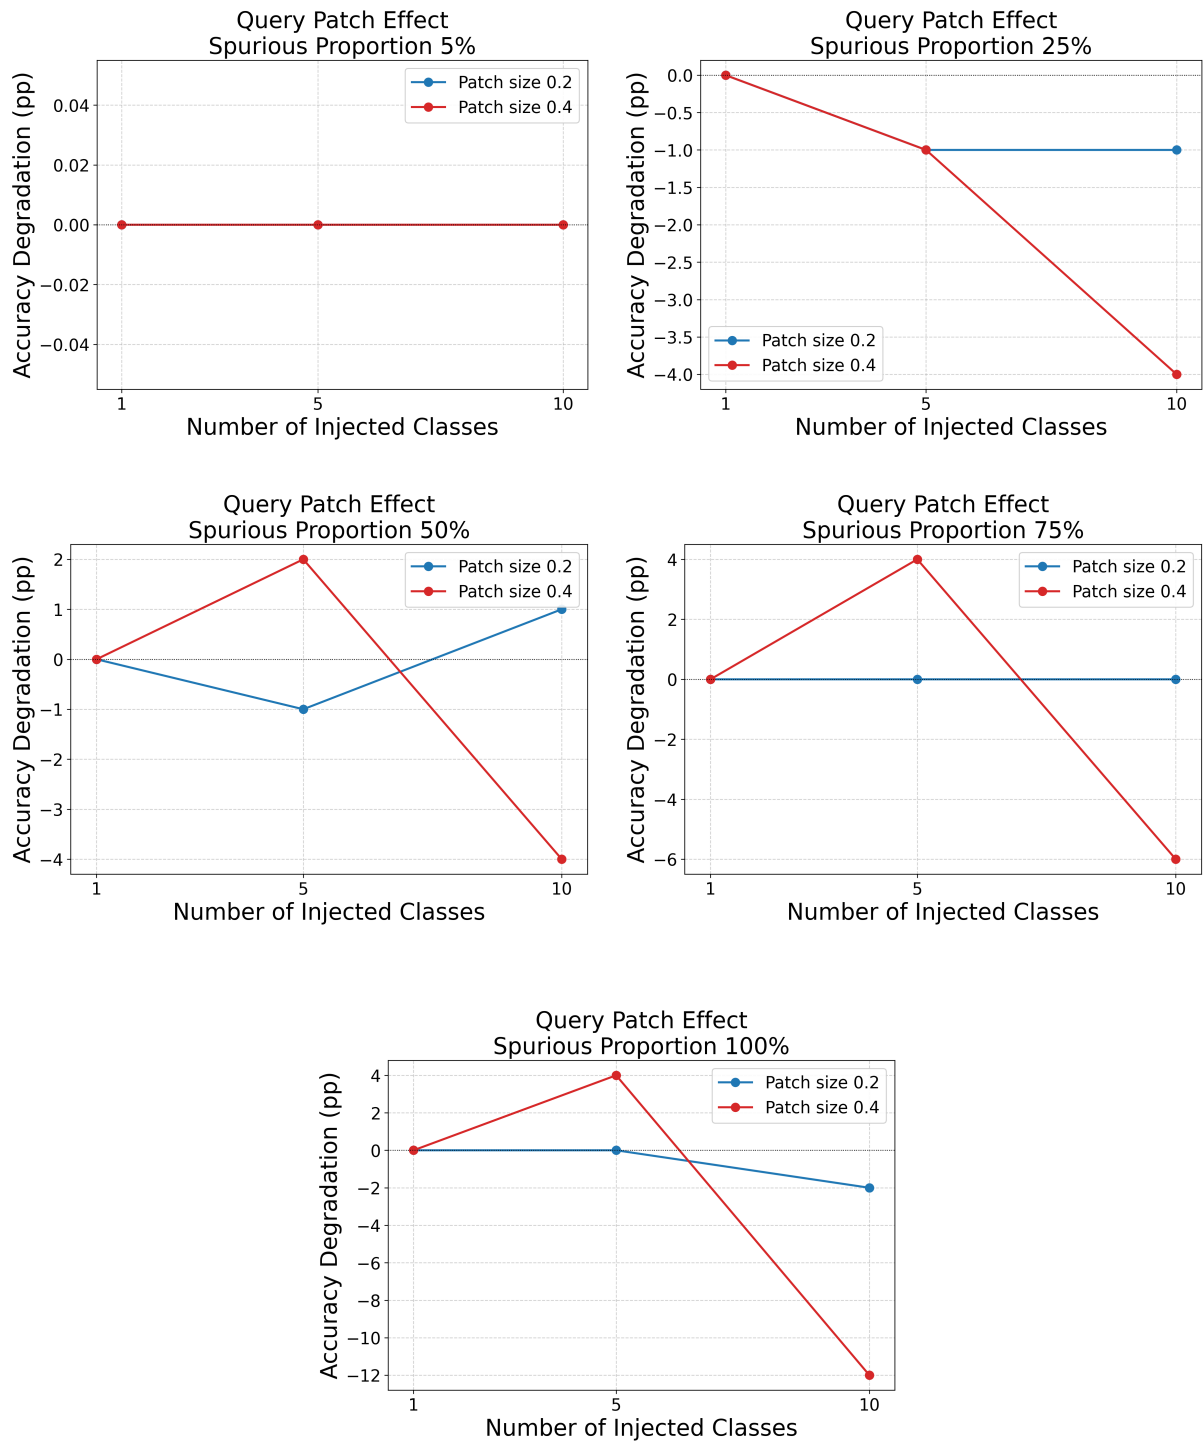 Query Patch Effect
Spurious Proportion 5%
Accuracy Degradation (pp)
0.04
0.02
0.00
−0.02
−0.04
Patch size 0.2
Patch size 0.4
1 5 10
Number of Injected Classes
Query Patch Effect
Spurious Proportion 25%
Accuracy Degradation (pp)
0.0
−0.5
−1.0
−1.5
−2.0
−2.5
−3.0
−3.5
−4.0
Patch size 0.2
Patch size 0.4
1 5 10
Number of Injected Classes
Query Patch Effect
Spurious Proportion 50%
Accuracy Degradation (pp)
2
1
0
−1
−2
−3
−4
Patch size 0.2
Patch size 0.4
1 5 10
Number of Injected Classes
Query Patch Effect
Spurious Proportion 75%
Accuracy Degradation (pp)
4
2
0
−2
−4
−6
Patch size 0.2
Patch size 0.4
1 5 10
Number of Injected Classes
Query Patch Effect
Spurious Proportion 100%
Accuracy Degradation (pp)
4
2
0
−2
−4
−6
−8
−10
−12
Patch size 0.2
Patch size 0.4
1 5 10
Number of Injected Classes